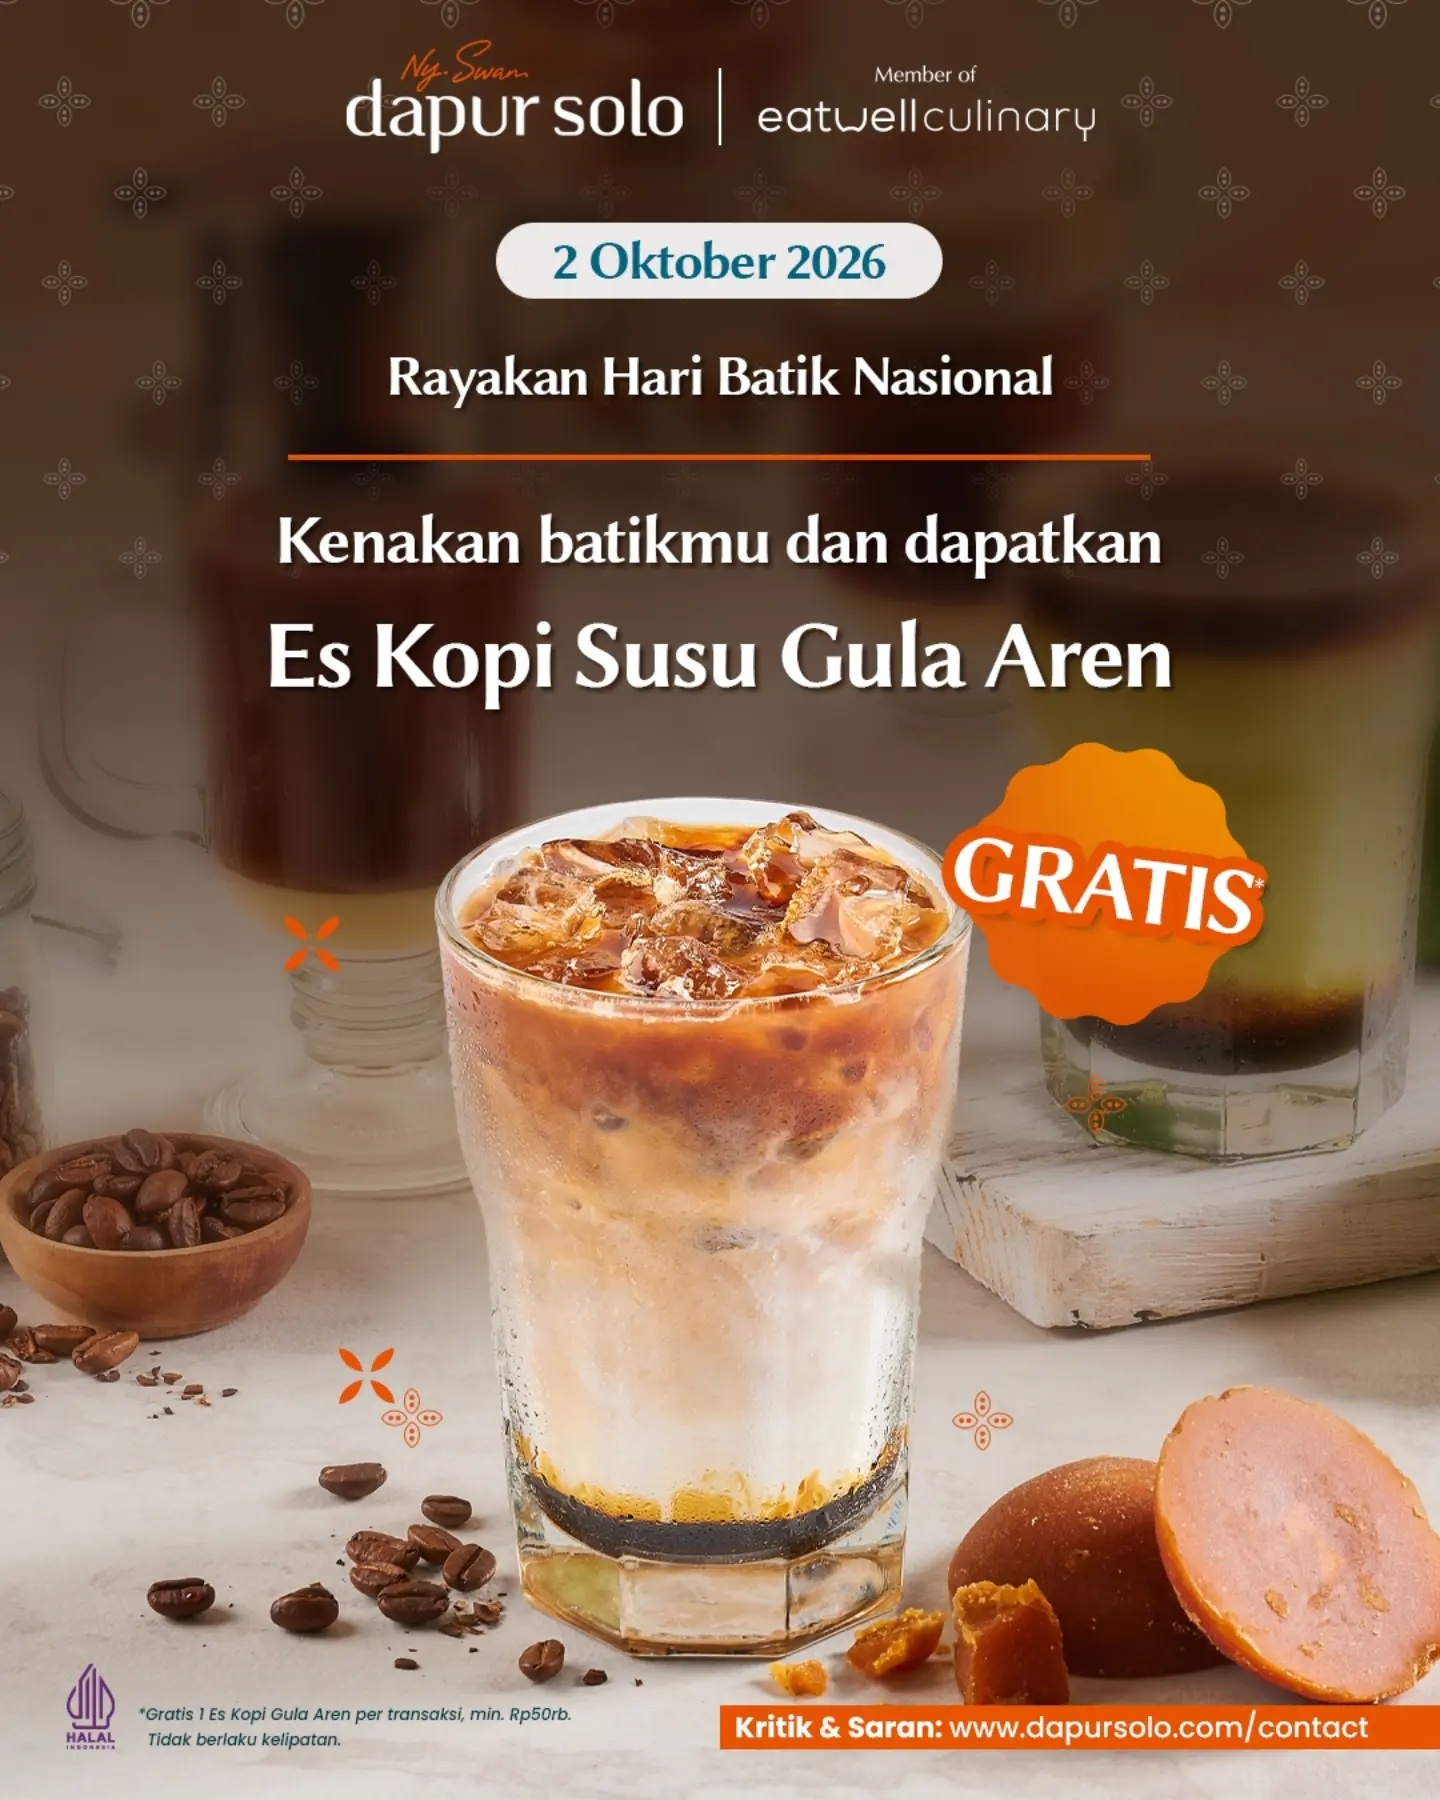 Ny. Swan
dapur solo
Member of
eatwellculinary
2 Oktober 2026
Rayakan Hari Batik Nasional
Kenakan batikmu dan dapatkan
Es Kopi Susu Gula Aren
GRATIS*
HALAL
INDONESIA
*Gratis 1 Es Kopi Gula Aren per transaksi, min. Rp50rb.
Tidak berlaku kelipatan.
Kritik & Saran: www.dapursolo.com/contact